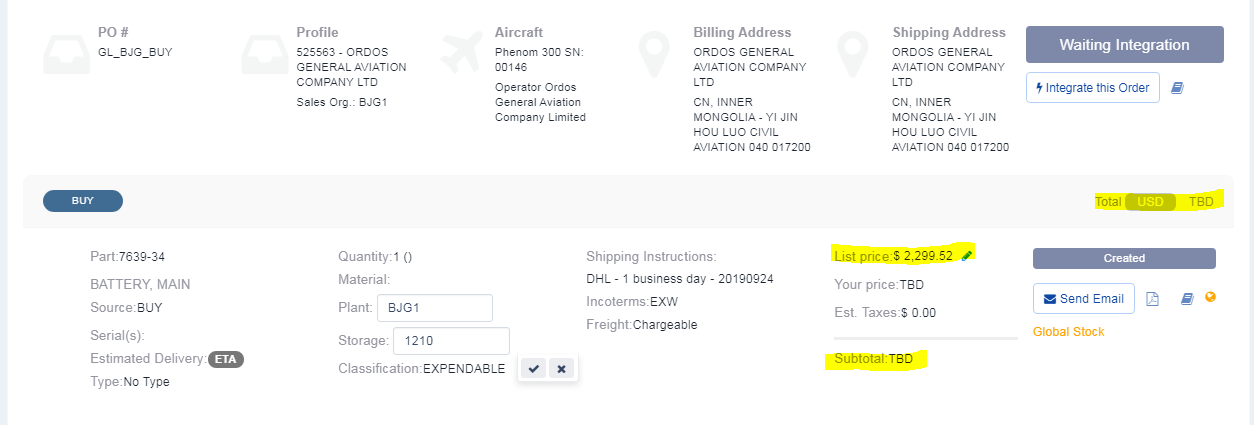 PO #
GL_BJG_BUY
Profile
525563 - ORDOS
GENERAL AVIATION
COMPANY LTD
Sales Org.: BJG1
Aircraft
Phenom 300 SN:
00146
Operator Ordos
General Aviation
Company Limited
Billing Address
ORDOS GENERAL
AVIATION COMPANY
LTD
CN, INNER
MONGOLIA - YI JIN
HOU LUO CIVIL
AVIATION 040 017200
Shipping Address
ORDOS GENERAL
AVIATION COMPANY
LTD
CN, INNER
MONGOLIA - YI JIN
HOU LUO CIVIL
AVIATION 040 017200
Waiting Integration
Integrate this Order
BUY
Total USD TBD
Part:7639-34
BATTERY, MAIN
Source:BUY
Serial(s):
Estimated Delivery: ETA
Type:No Type
Quantity:1 ()
Material:
Plant: BJG1
Storage: 1210
Classification:EXPENDABLE
Shipping Instructions:
DHL - 1 business day - 20190924
Incoterms:EXW
Freight:Chargeable
List price:$ 2,299.52
Your price:TBD
Est. Taxes:$ 0.00
Subtotal:TBD
Created
Send Email
Global Stock